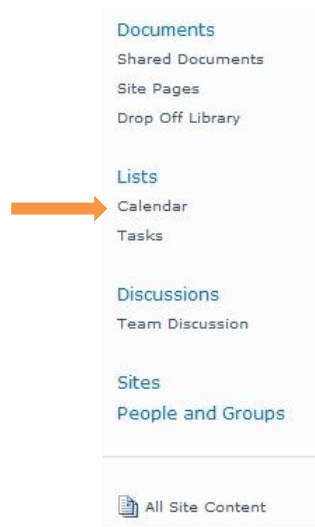 Documents
Shared Documents
Site Pages
Drop Off Library
Lists
Calendar
Tasks
Discussions
Team Discussion
Sites
People and Groups
All Site Content